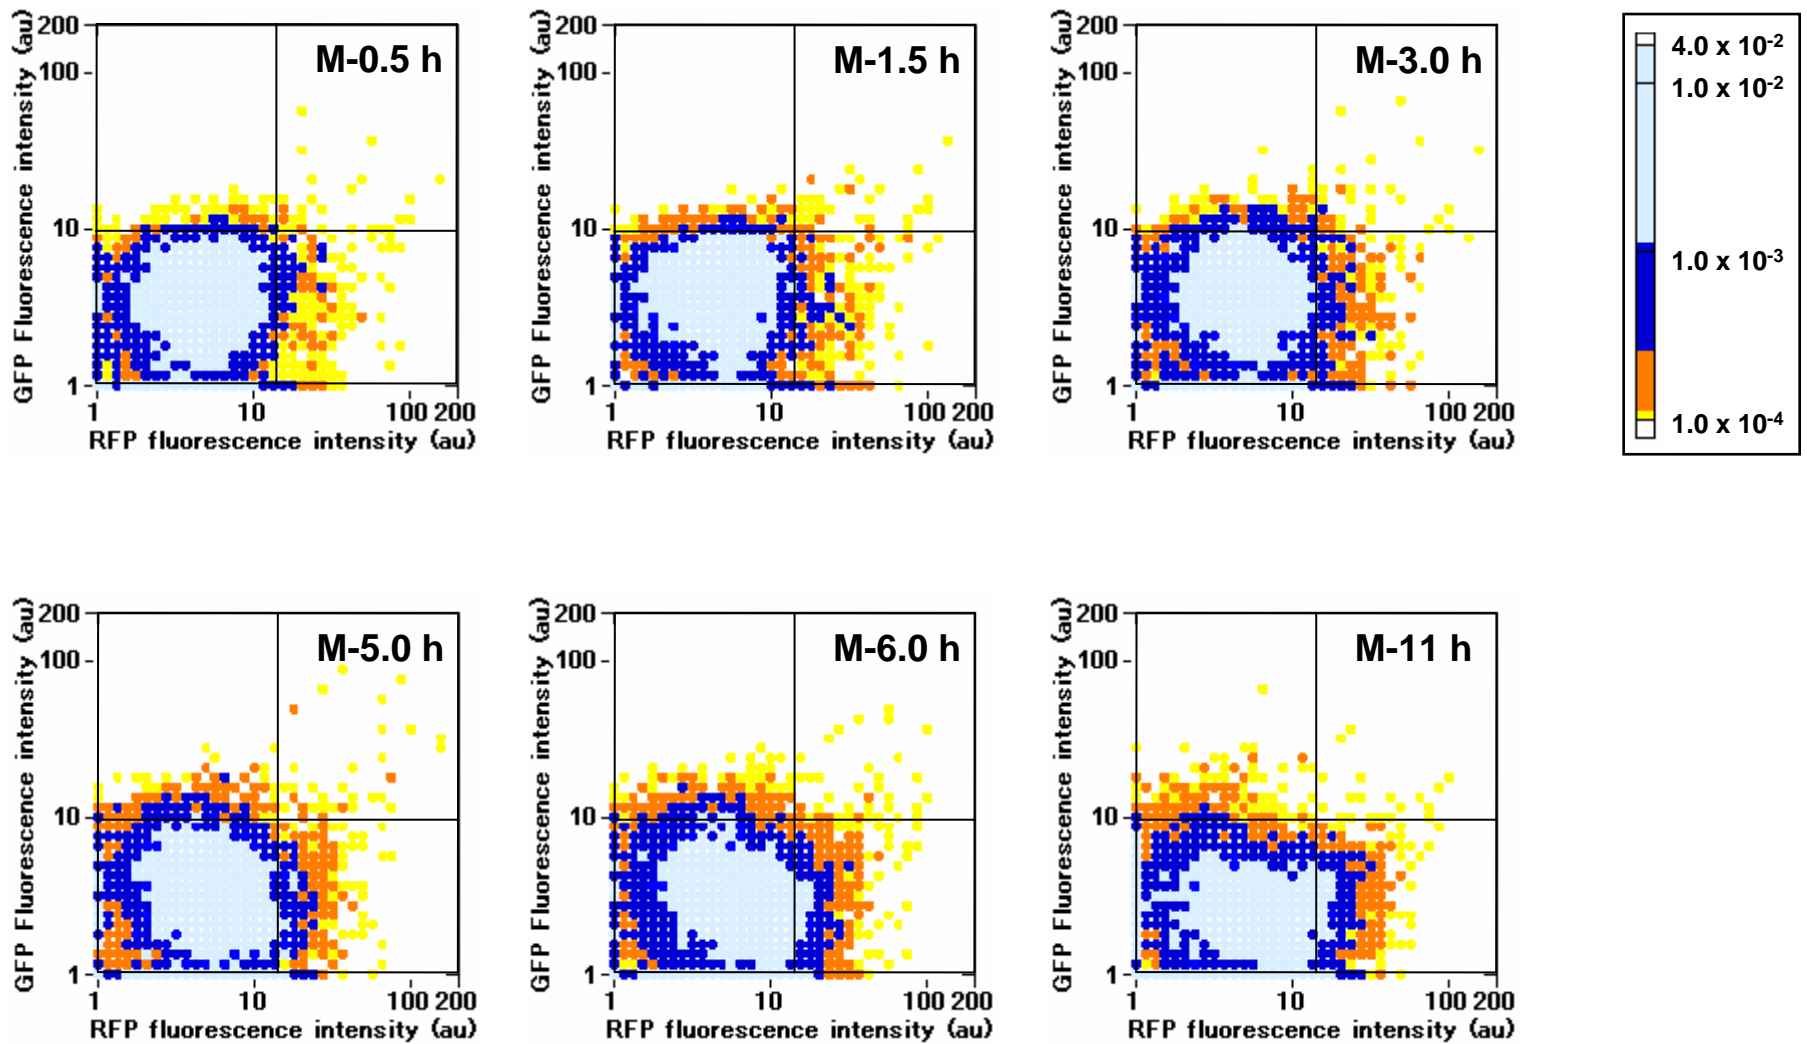 GFP Fluorescence intensity (au)
200
100
10
1
M-0.5 h
1
10
100 200
RFP fluorescence intensity (au)
GFP Fluorescence intensity (au)
200
100
10
1
M-1.5 h
1
10
100 200
RFP fluorescence intensity (au)
GFP Fluorescence intensity (au)
200
100
10
1
M-3.0 h
1
10
100 200
RFP fluorescence intensity (au)
4.0 x 10-2
1.0 x 10-2
1.0 x 10-3
1.0 x 10-4
GFP Fluorescence intensity (au)
200
100
10
1
M-5.0 h
1
10
100 200
RFP fluorescence intensity (au)
GFP Fluorescence intensity (au)
200
100
10
1
M-6.0 h
1
10
100 200
RFP fluorescence intensity (au)
GFP Fluorescence intensity (au)
200
100
10
1
M-11 h
1
10
100 200
RFP fluorescence intensity (au)